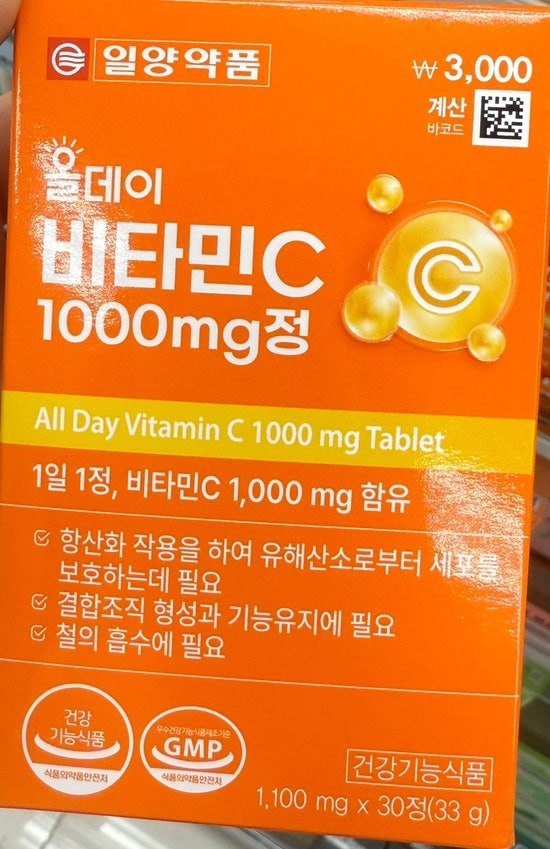 일양약품
₩ 3,000
계산
바코드
올데이
비타민C
1000mg정
C
All Day Vitamin C 1000 mg Tablet
1일 1정, 비타민C 1,000 mg 함유
항산화 작용을 하여 유해산소로부터 세포를
보호하는데 필요
결합조직 형성과 기능유지에 필요
철의 흡수에 필요
건강
기능식품
식품의약품안전처
우수건강기능식품제조기준
GMP
식품의약품안전처
건강기능식품
1,100 mg x 30정(33 g)